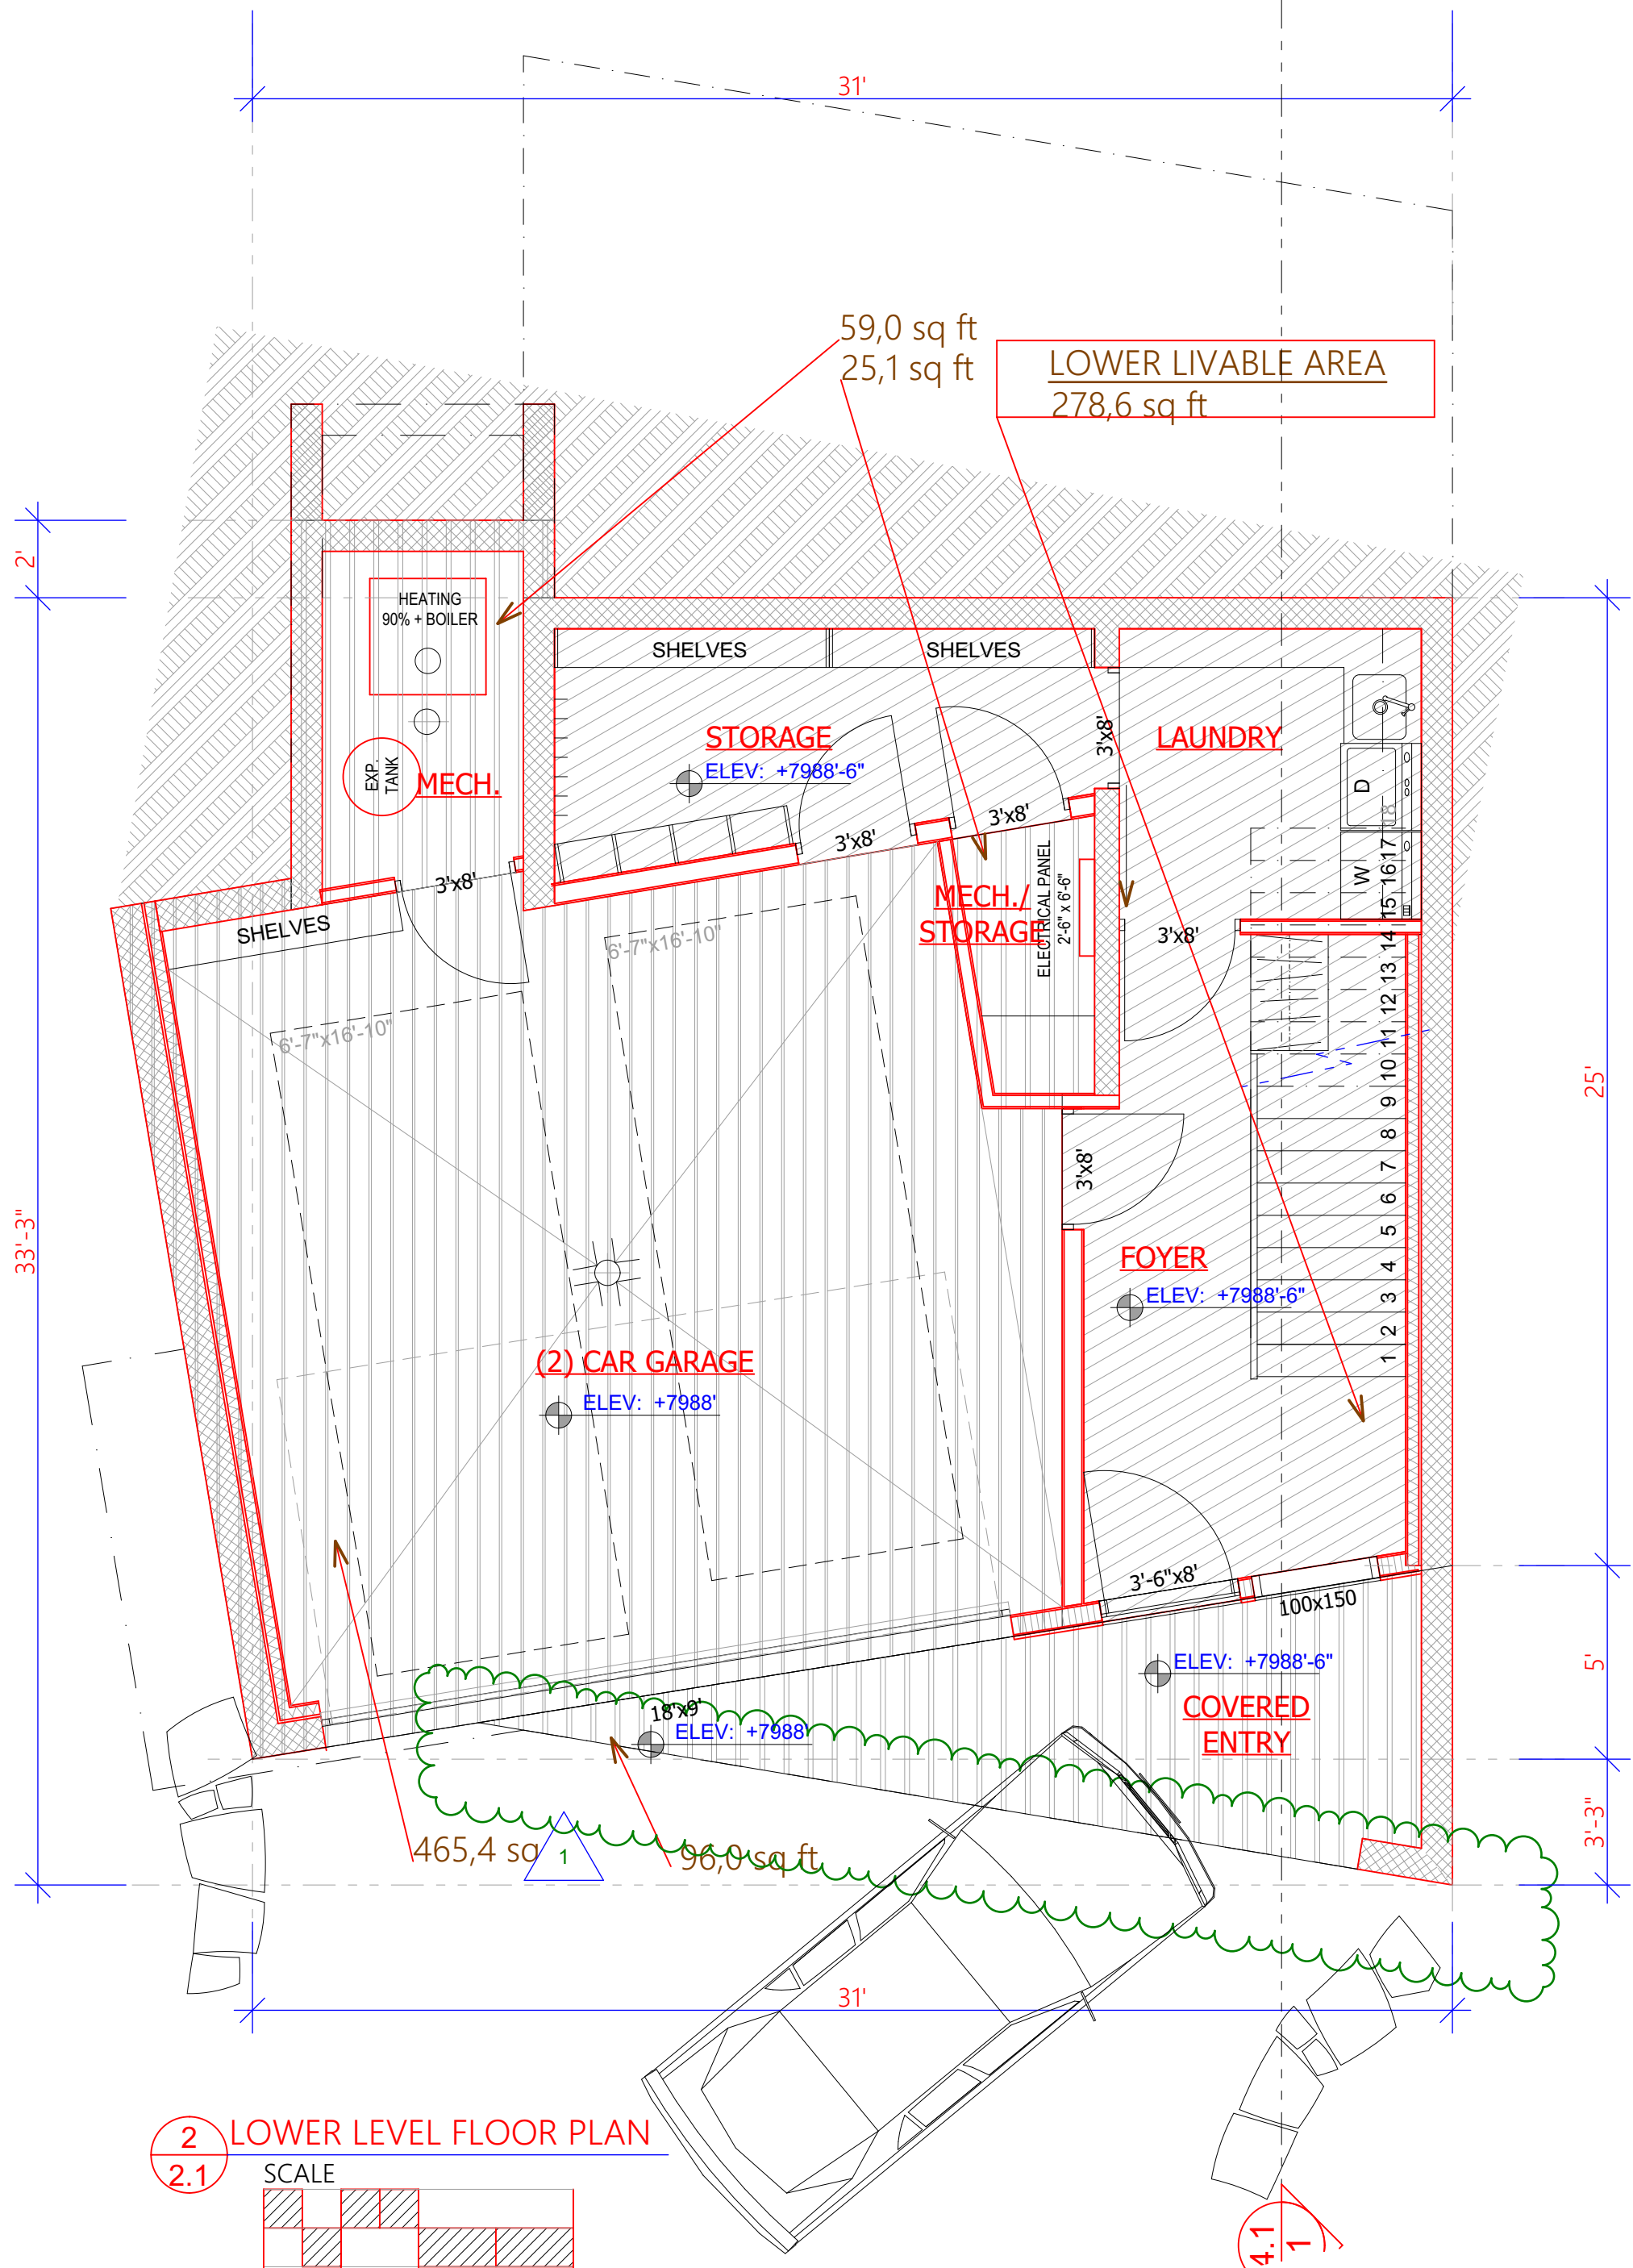 31'
59,0 sq ft
25,1 sq ft
LOWER LIVABLE AREA
278,6 sq ft
2'
HEATING
90% + BOILER
SHELVES
SHELVES
STORAGE
ELEV: +7988'-6"
3'x8'
LAUNDRY
EXP.
TANK
MECH.
D
3'x8'
3'x8'
18
17
16
15
14
13
12
11
10
9
8
7
6
5
4
3
2
1
W
3'x8'
MECH./
STORAGE
ELECTRICAL PANEL
2'-6" x 6'-6"
SHELVES
6'-7"x16'-10"
3'x8'
6'-7"x16'-10"
25'
3'x8'
33'-3"
FOYER
ELEV: +7988'-6"
(2) CAR GARAGE
ELEV: +7988'
3'-6"x8'
100x150
5'
ELEV: +7988'-6"
COVERED
ENTRY
18'x9'
ELEV: +7988'
3'-3"
465,4 sq
1
96,0 sq ft
31'
2
2.1
LOWER LEVEL FLOOR PLAN
SCALE
4.1
1